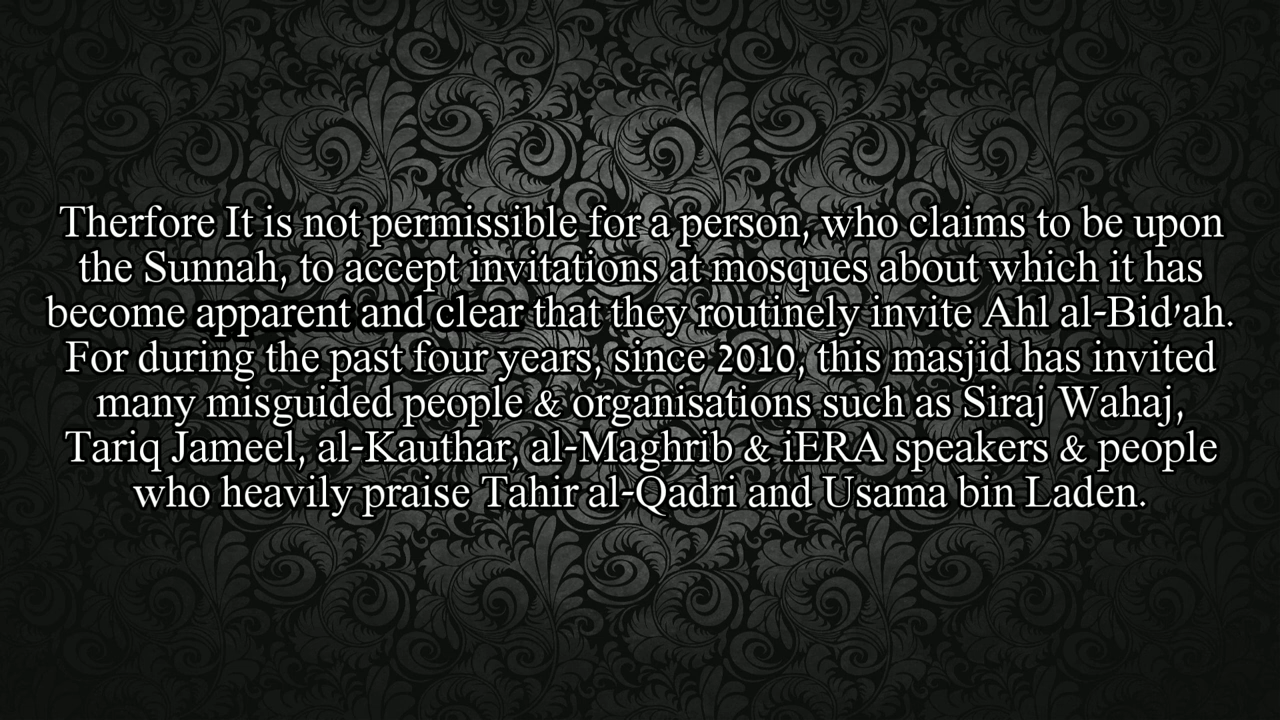 Therfore It is not permissible for a person, who claims to be upon
the Sunnah, to accept invitations at mosques about which it has
become apparent and clear that they routinely invite Ahl al-Bid'ah.
For during the past four years, since 2010, this masjid has invited
many misguided people & organisations such as Siraj Wahaj,
Tariq Jameel, al-Kauthar, al-Maghrib & iERA speakers & people
who heavily praise Tahir al-Qadri and Usama bin Laden.